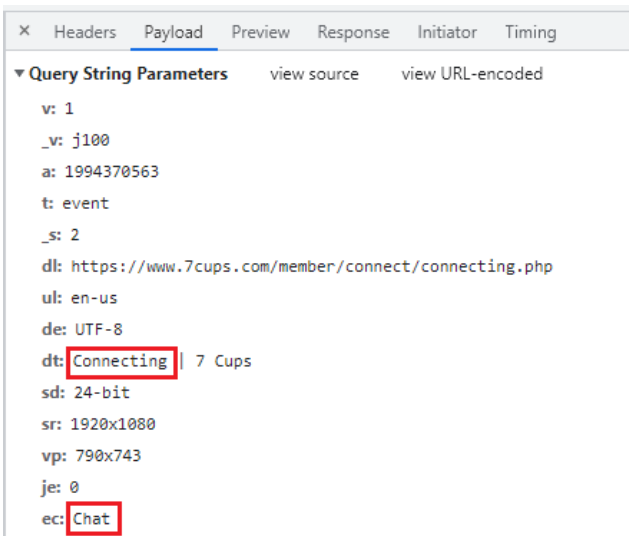 × Headers Payload Preview Response Initiator Timing
▼Query String Parameters view source view URL-encoded
v: 1
_v: j100
a: 1994370563
t: event
_s: 2
dl: https://www.7cups.com/member/connect/connecting.php
ul: en-us
de: UTF-8
dt: Connecting | 7 Cups
sd: 24-bit
sr: 1920x1080
vp: 790x743
je: 0
ec: Chat